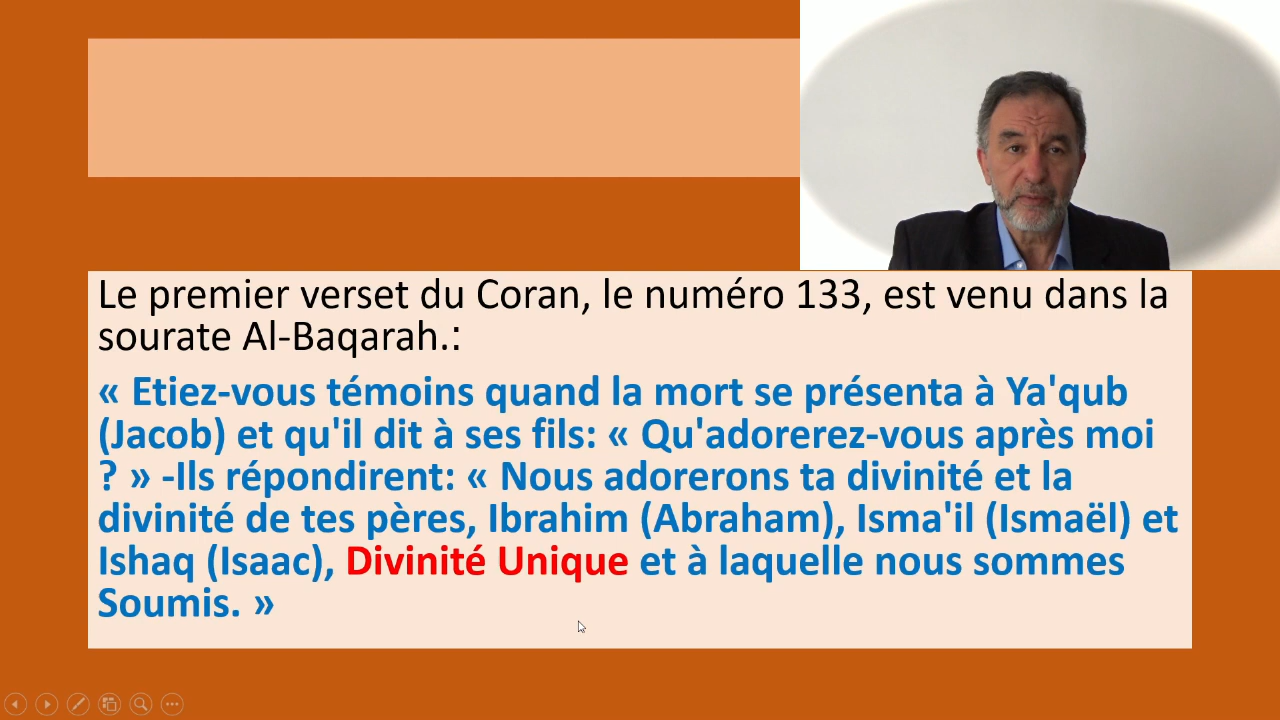 Le premier verset du Coran, le numéro 133, est venu dans la
sourate Al-Baqarah.:
« Etiez-vous témoins quand la mort se présenta à Ya'qub
(Jacob) et qu'il dit à ses fils: « Qu'adorerez-vous après moi
? » -Ils répondirent: « Nous adorerons ta divinité et la
divinité de tes pères, Ibrahim (Abraham), Isma'il (Ismaël) et
Ishaq (Isaac), Divinité Unique et à laquelle nous sommes
Soumis. »